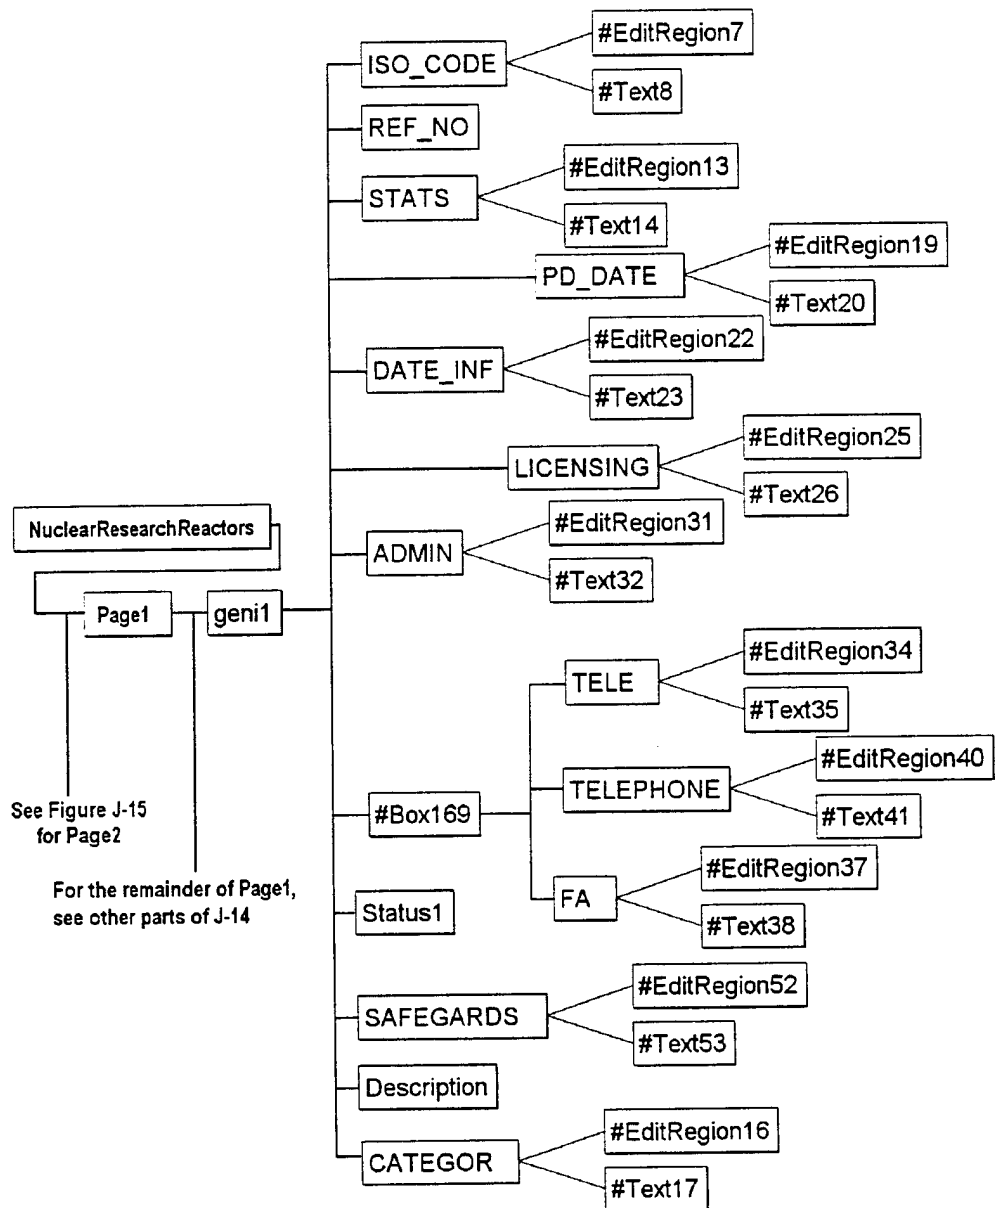 #EditRegion7
ISO_CODE
#Text8
REF_NO
#EditRegion13
STATS
#Text14
#EditRegion19
PD_DATE
#Text20
#EditRegion22
DATE_INF
#Text23
#EditRegion25
LICENSING
#Text26
NuclearResearchReactors
#EditRegion31
ADMIN
#Text32
Page1
geni1
#EditRegion34
TELE
#Text35
#EditRegion40
TELEPHONE
#Text41
See Figure J-15
for Page2
#Box169
#EditRegion37
FA
#Text38
For the remainder of Page1,
see other parts of J-14
Status1
#EditRegion52
SAFEGARDS
#Text53
Description
#EditRegion16
CATEGOR
#Text17